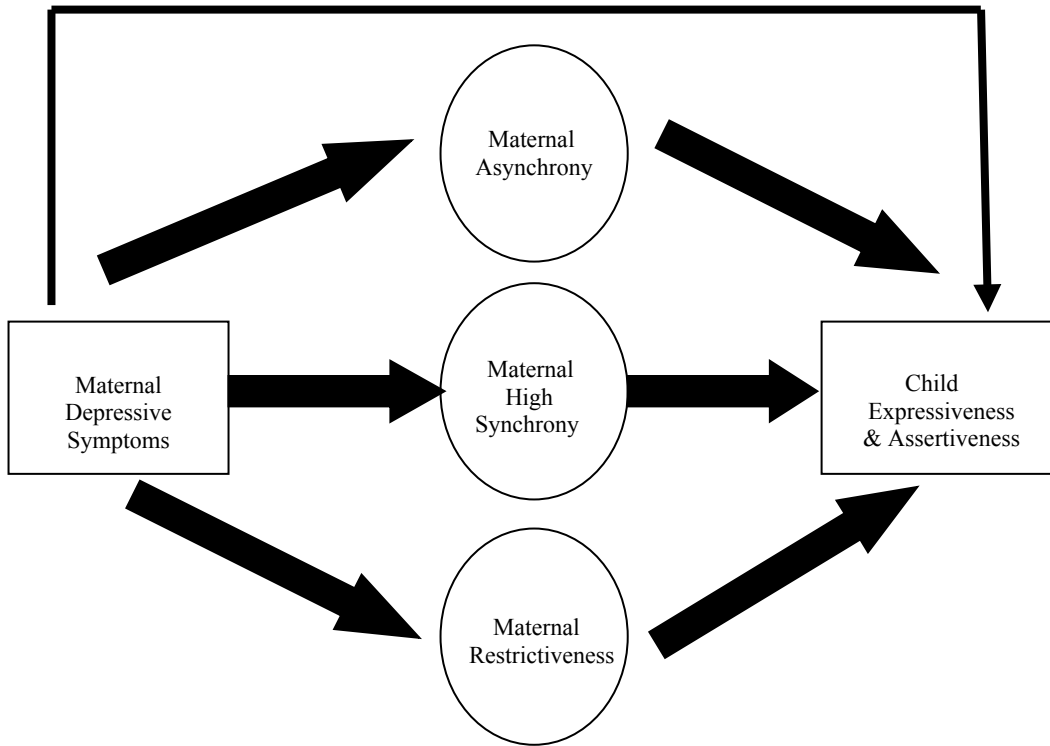 Maternal
Asynchrony
Maternal
Depressive
Symptoms
Maternal
High
Synchrony
Child
Expressiveness
& Assertiveness
Maternal
Restrictiveness